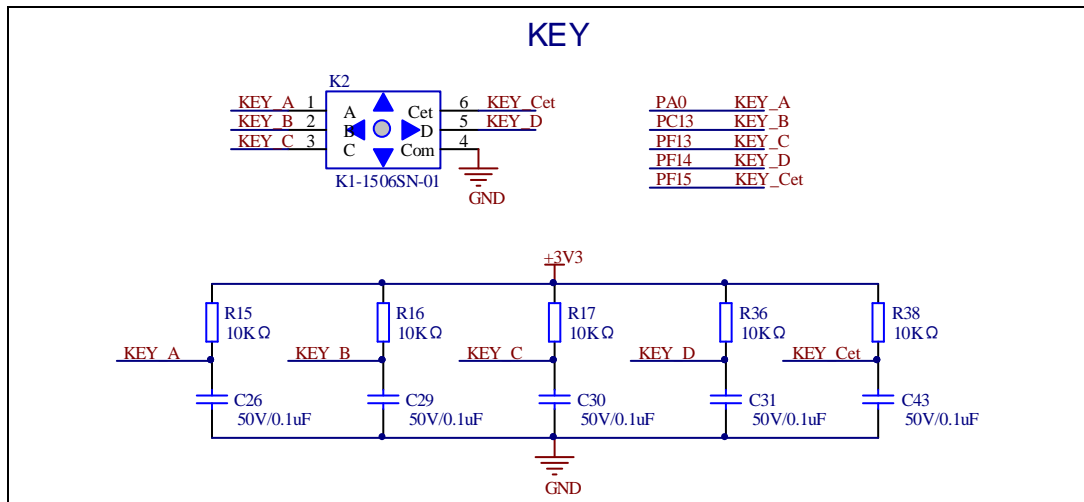 KEY
K2
KEY_A 1 A Cet 6 KEY_Cet
KEY_B 2 B D 5 KEY_D
KEY_C 3 C Com 4
K1-1506SN-01
GND
PA0 KEY_A
PC13 KEY_B
PF13 KEY_C
PF14 KEY_D
PF15 KEY_Cet
+3V3
R15 R16 R17 R36 R38
10KΩ 10KΩ 10KΩ 10KΩ 10KΩ
KEY_A KEY_B KEY_C KEY_D KEY_Cet
C26 C29 C30 C31 C43
50V/0.1uF 50V/0.1uF 50V/0.1uF 50V/0.1uF 50V/0.1uF
GND